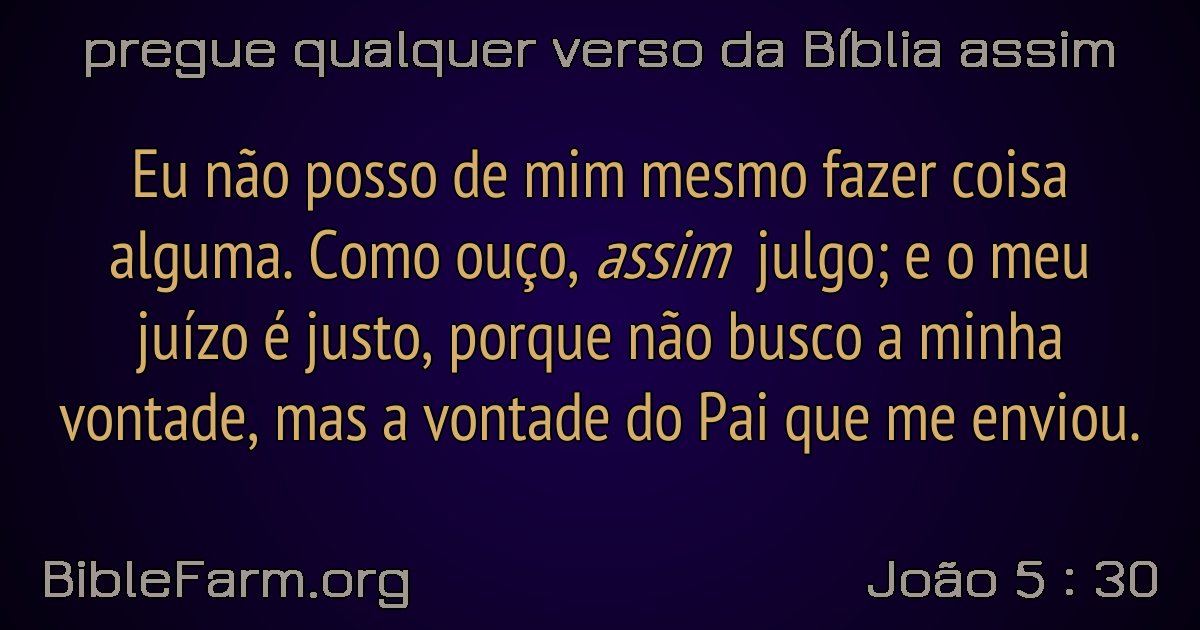 pregue qualquer verso da Bíblia assim
Eu não posso de mim mesmo fazer coisa
alguma. Como ouço, assim julgo; e o meu
juízo é justo, porque não busco a minha
vontade, mas a vontade do Pai que me enviou.
BibleFarm.org
João 5 : 30